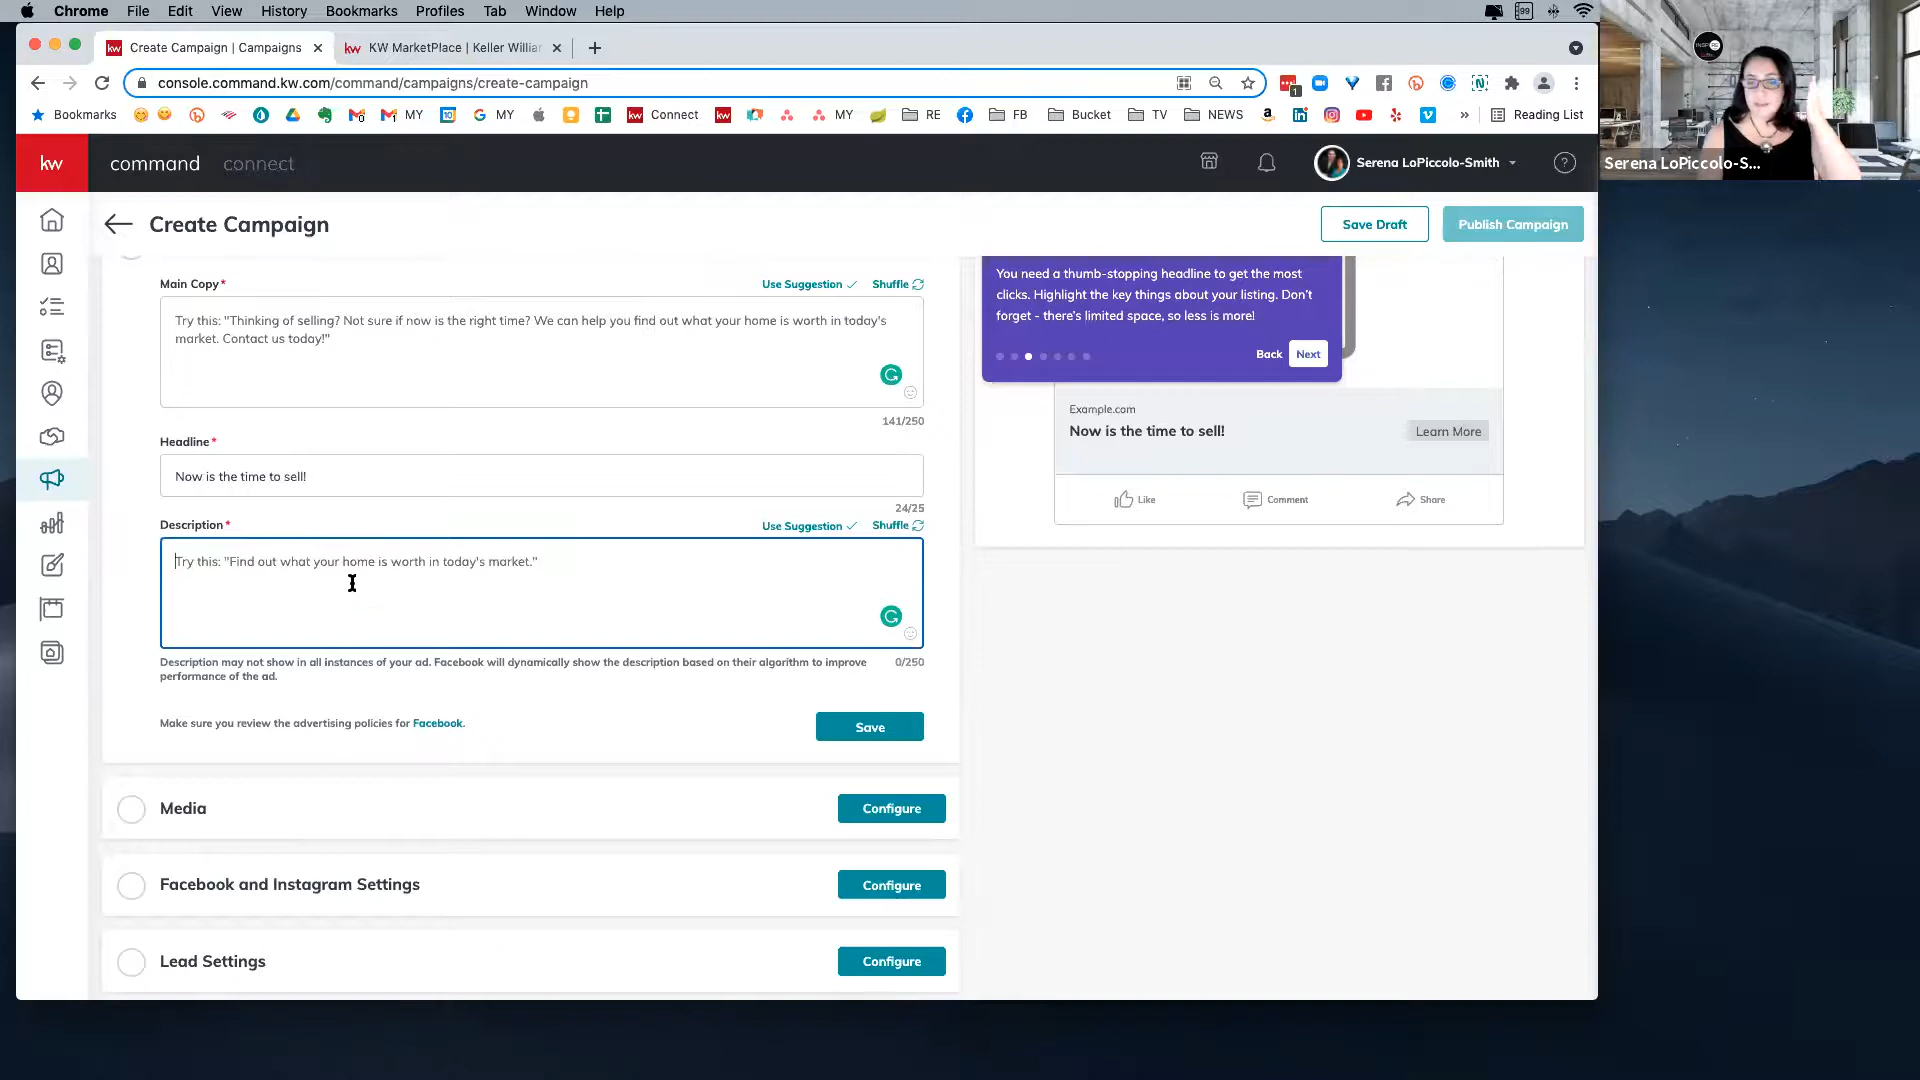 Chrome File Edit View History Bookmarks Profiles Tab Window Help
Create Campaign | Campaigns
KW MarketPlace | Keller Willia
console.command.kw.com/command/campaigns/create-campaign
Bookmarks MY MY Connect MY RE FB Bucket TV NEWS Reading List
kw command connect Serena LoPiccolo-Smith
Serena LoPiccolo-S...
Create Campaign Save Draft Publish Campaign
Main Copy* Use Suggestion Shuffle
Try this: "Thinking of selling? Not sure if now is the right time? We can help you find out what your home is worth in today's
market. Contact us today!"
141/250
Headline*
Now is the time to sell!
24/25
Description* Use Suggestion Shuffle
Try this: "Find out what your home is worth in today's market."
Description may not show in all instances of your ad. Facebook will dynamically show the description based on their algorithm to improve
performance of the ad.
0/250
Make sure you review the advertising policies for Facebook.
Save
Media Configure
Facebook and Instagram Settings Configure
Lead Settings Configure
You need a thumb-stopping headline to get the most
clicks. Highlight the key things about your listing. Don't
forget - there's limited space, so less is more!
Back Next
Example.com
Now is the time to sell! Learn More
Like Comment Share